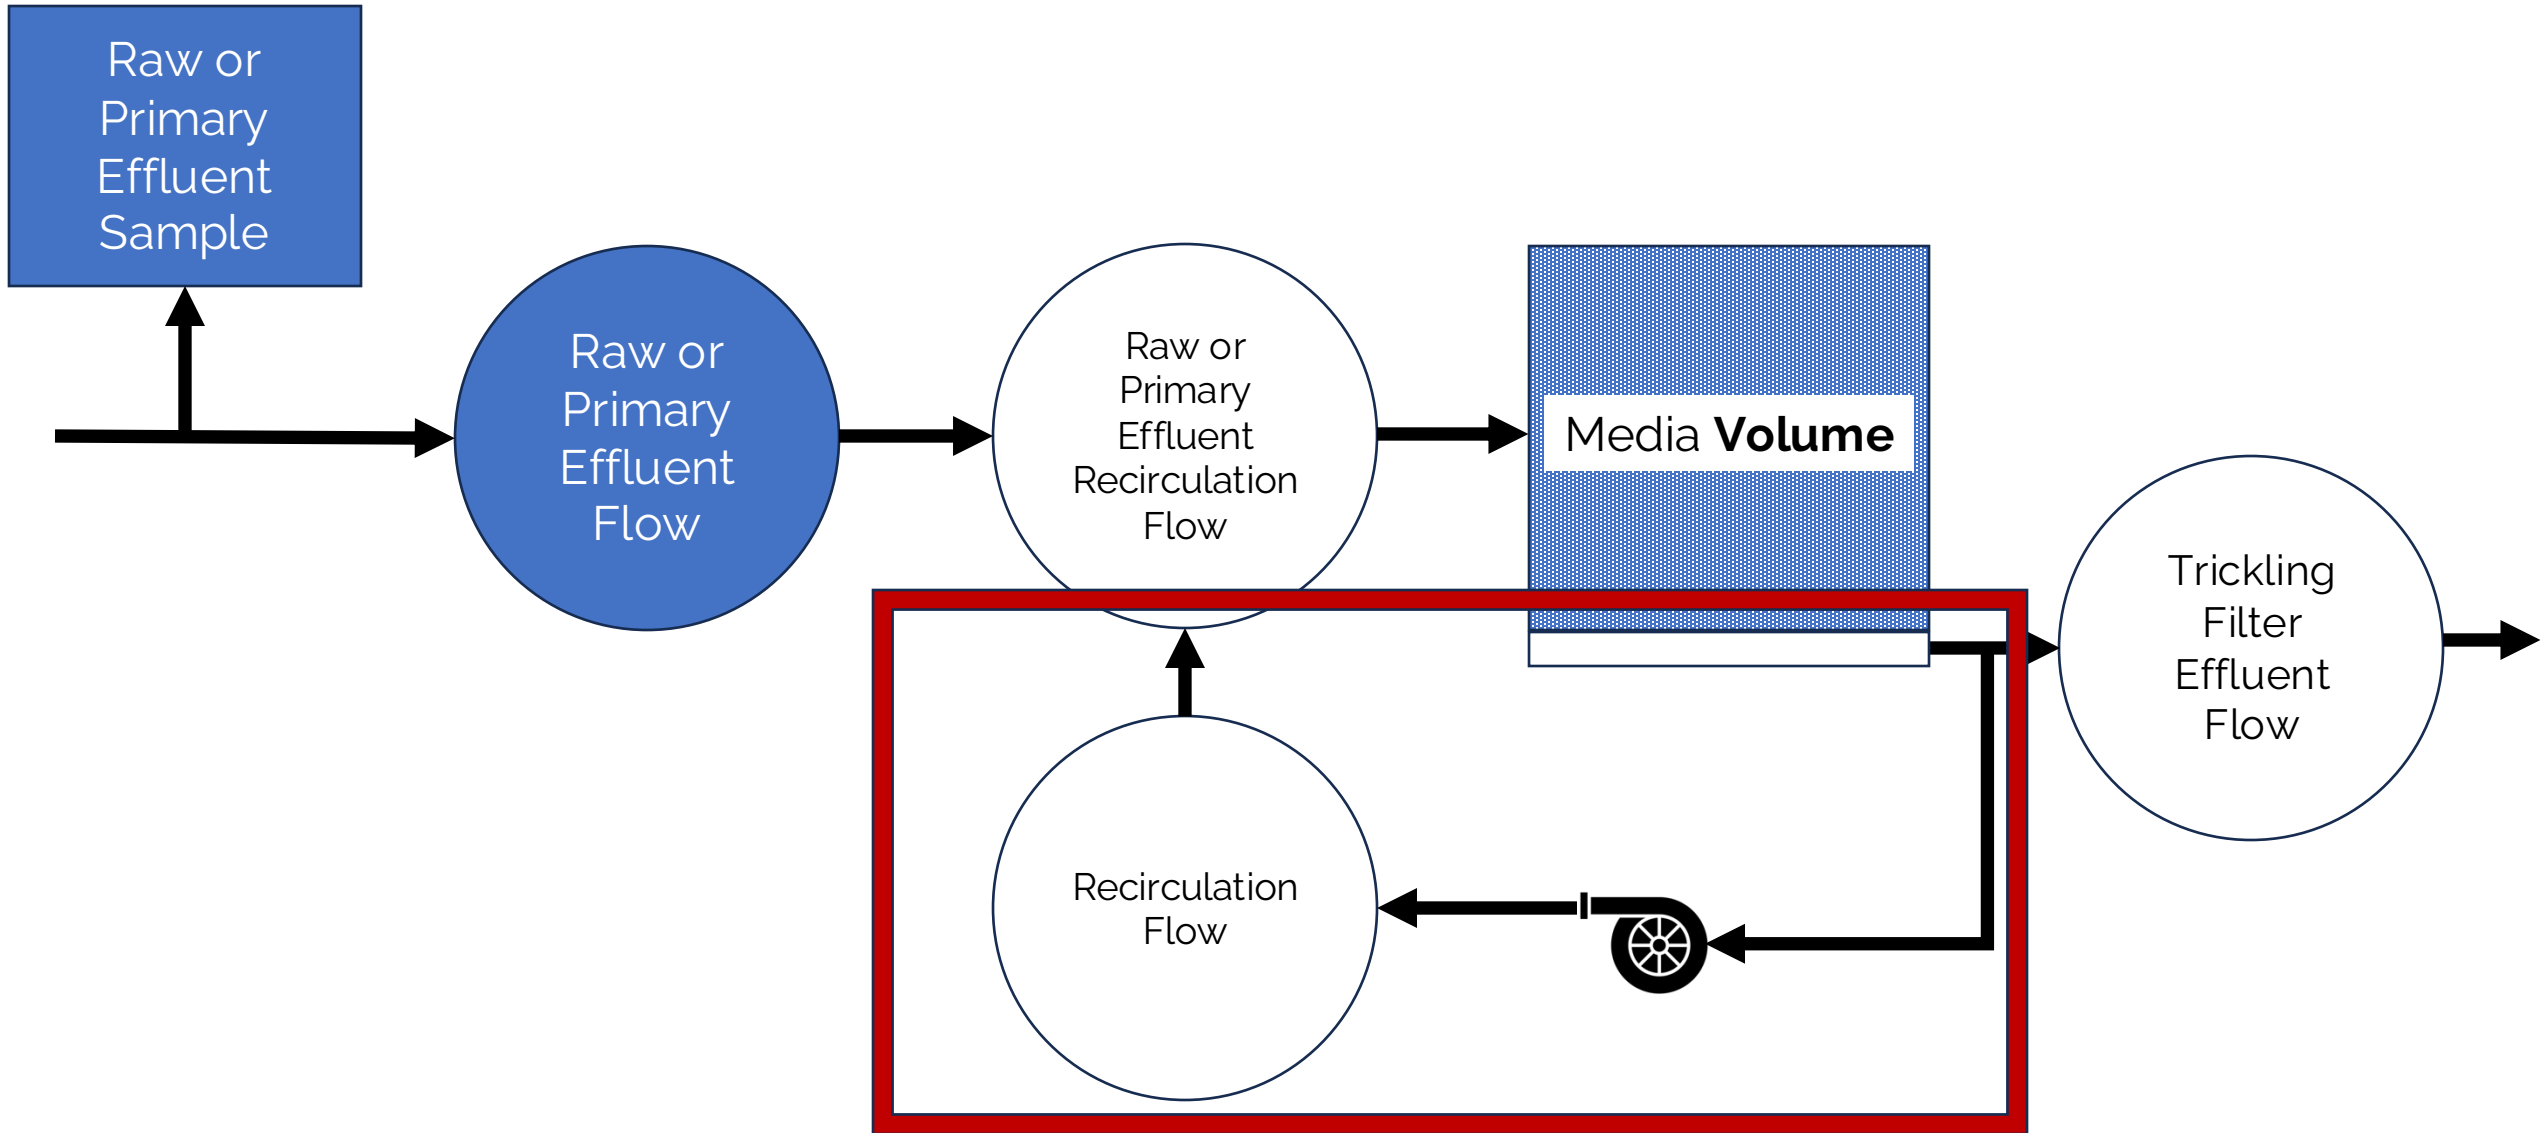 Raw or
Primary
Effluent
Sample
Raw or
Primary
Effluent
Flow
Raw or
Primary
Effluent
Recirculation
Flow
Media Volume
Trickling
Filter
Effluent
Flow
Recirculation
Flow